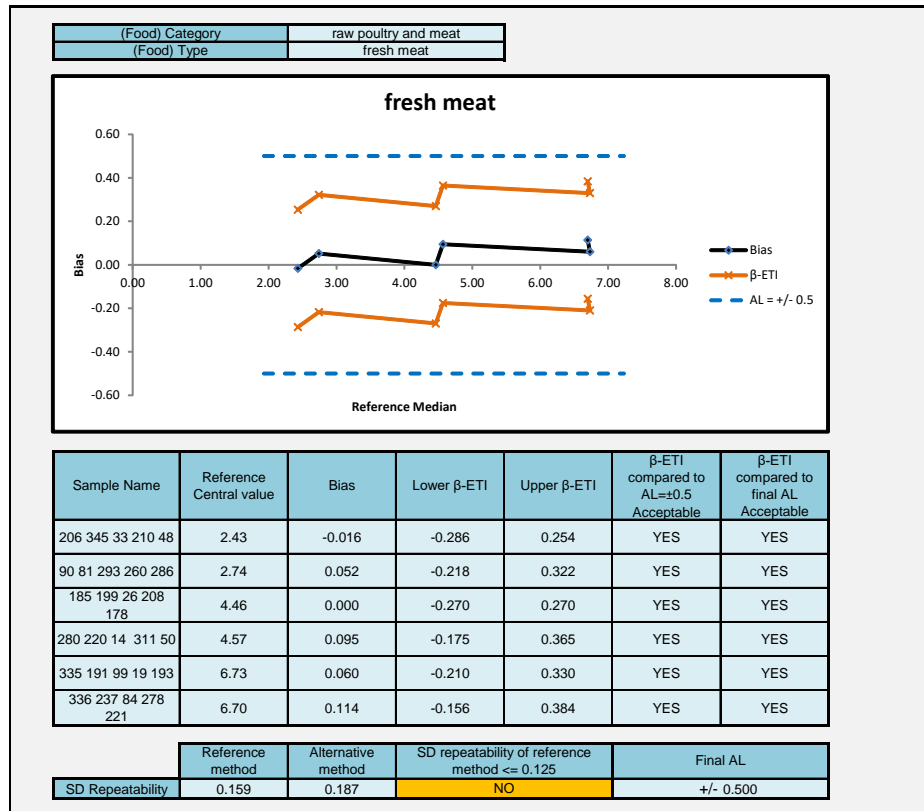 (Food) Category raw poultry and meat
(Food) Type fresh meat
fresh meat
0.60
0.40
0.20
0.00
-0.20
-0.40
-0.60
0.00 1.00 2.00 3.00 4.00 5.00 6.00 7.00 8.00
Bias
Reference Median
Bias
β-ETI
AL = +/- 0.5
Sample Name Reference Central value Bias Lower β-ETI Upper β-ETI β-ETI compared to AL=±0.5 Acceptable β-ETI compared to final AL Acceptable
206 345 33 210 48 2.43 -0.016 -0.286 0.254 YES YES
90 81 293 260 286 2.74 0.052 -0.218 0.322 YES YES
185 199 26 208 178 4.46 0.000 -0.270 0.270 YES YES
280 220 14 311 50 4.57 0.095 -0.175 0.365 YES YES
335 191 99 19 193 6.73 0.060 -0.210 0.330 YES YES
336 237 84 278 221 6.70 0.114 -0.156 0.384 YES YES
Reference method Alternative method SD repeatability of reference method <= 0.125 Final AL
SD Repeatability 0.159 0.187 NO +/- 0.500